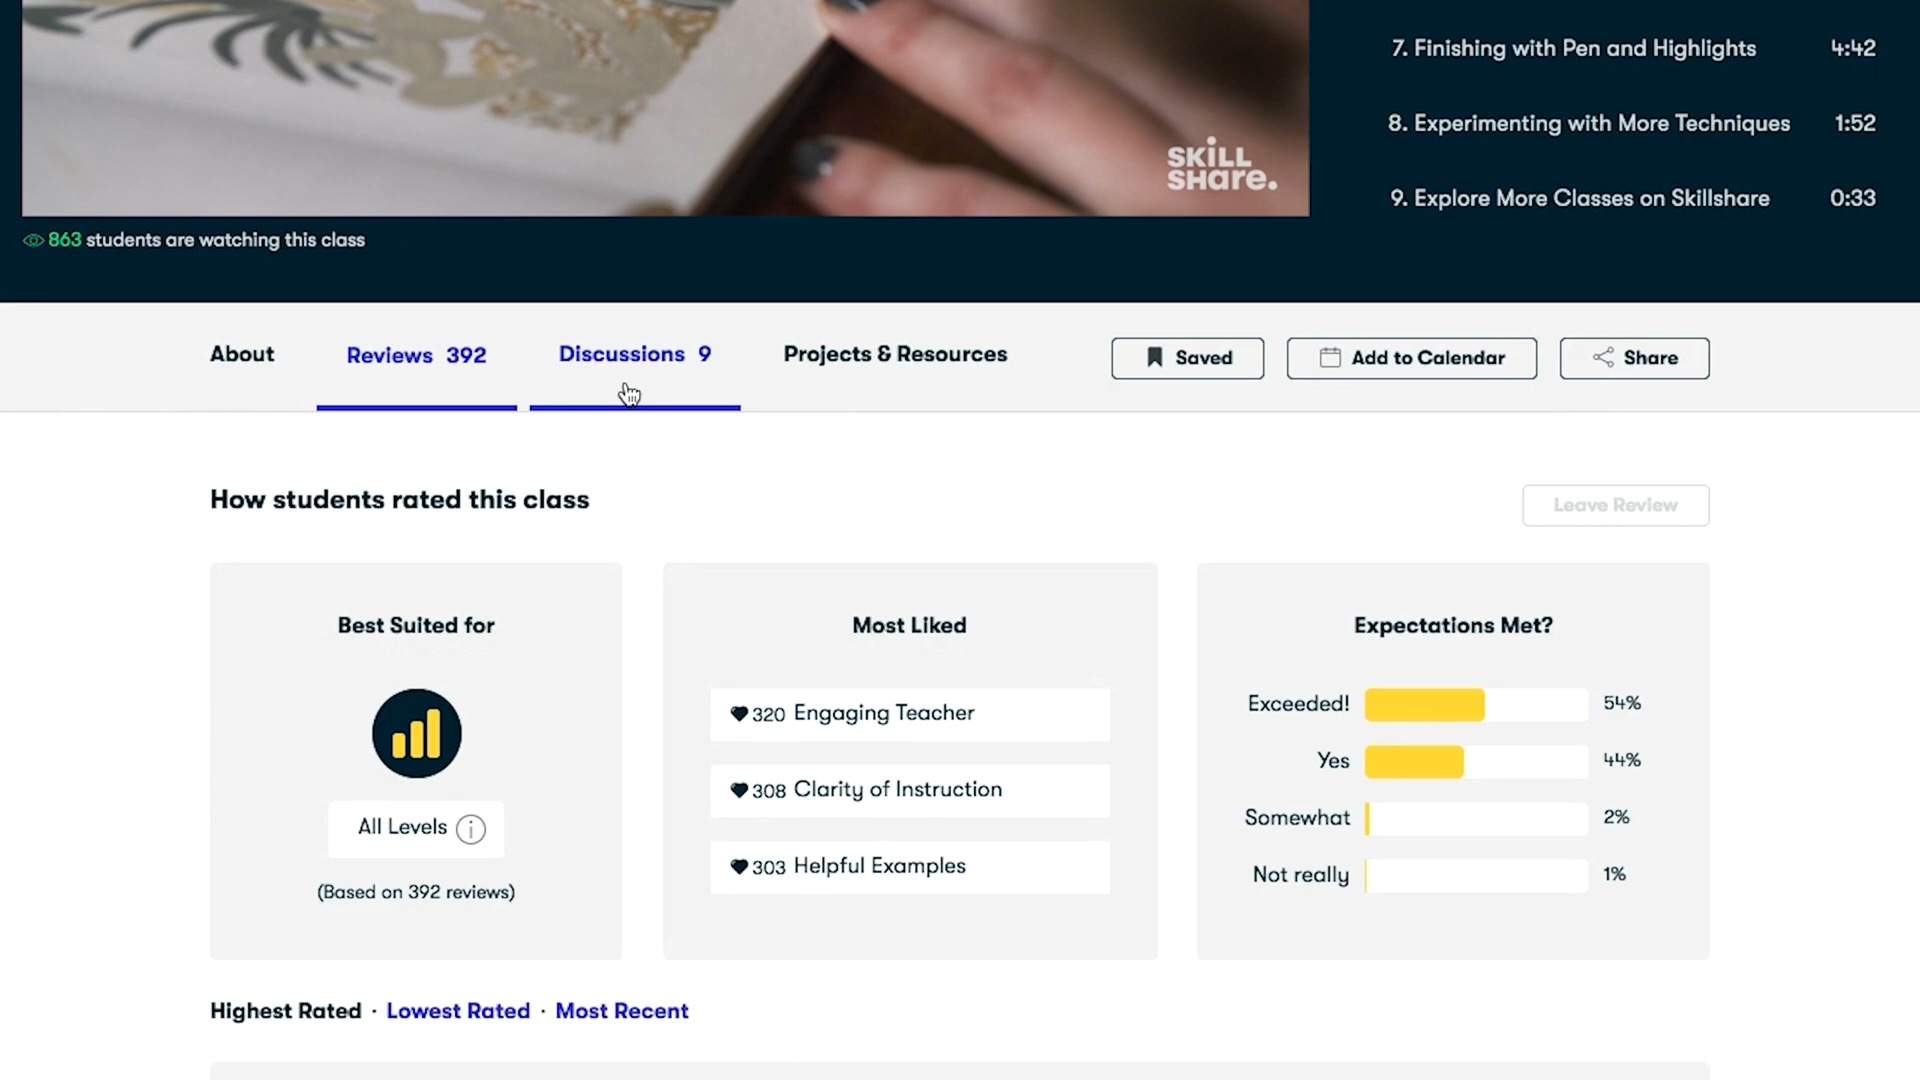 7. Finishing with Pen and Highlights 4:42
8. Experimenting with More Techniques 1:52
9. Explore More Classes on Skillshare 0:33
SKILL
SHare.
863 students are watching this class
About Reviews 392 Discussions 9 Projects & Resources Saved Add to Calendar Share
How students rated this class
Leave Review
Best Suited for
All Levels
(Based on 392 reviews)
Most Liked
320 Engaging Teacher
308 Clarity of Instruction
303 Helpful Examples
Expectations Met?
Exceeded! 54%
Yes 44%
Somewhat 2%
Not really 1%
Highest Rated · Lowest Rated · Most Recent